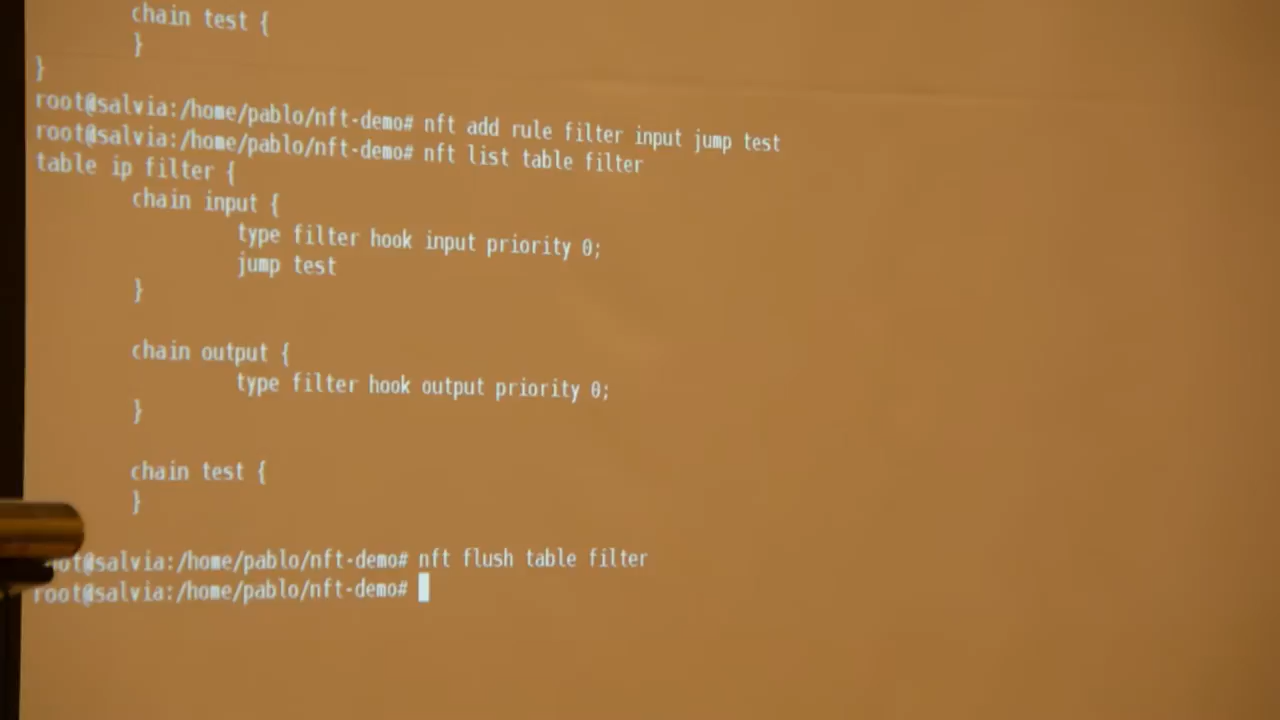 chain test {
}
}
root@salvia:/home/pablo/nft-demo# nft add rule filter input jump test
root@salvia:/home/pablo/nft-demo# nft list table filter
table ip filter {
chain input {
type filter hook input priority 0;
jump test
}
chain output {
type filter hook output priority 0;
}
chain test {
}
oot@salvia:/home/pablo/nft-demo# nft flush table filter
root@salvia:/home/pablo/nft-demo#